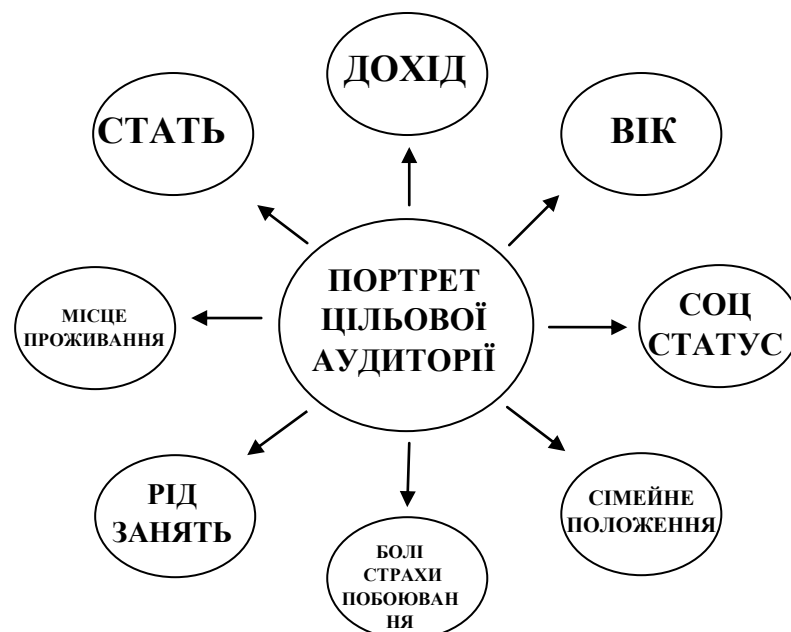 ДОХІД
СТАТЬ
ВІК
ПОРТРЕТ
ЦІЛЬОВОЇ
АУДИТОРІЇ
МІСЦЕ
ПРОЖИВАННЯ
СОЦ
СТАТУС
РІД
ЗАНЯТЬ
СІМЕЙНЕ
ПОЛОЖЕННЯ
БОЛІ
СТРАХИ
ПОБОЮВАН
НЯ